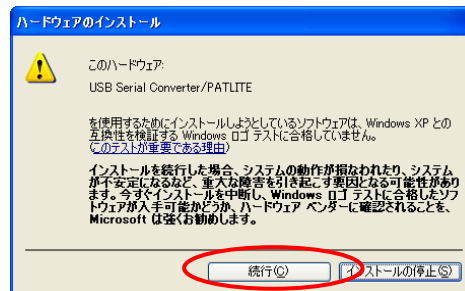 ハードウェアのインストール
このハードウェア:
USB Serial Converter/PATLITE
を使用するためにインストールしようとしているソフトウェアは、Windows XP との
互換性を検証する Windows ロゴ テストに合格していません。
(このテストが重要である理由)
インストールを続行した場合、システムの動作が損なわれたり、システム
が不安定になるなど、重大な障害を引き起こす要因となる可能性があり
ます。今すぐインストールを中断し、Windows ロゴ テストに合格したソフ
トウェアが入手可能かどうか、ハードウェア ベンダーに確認されることを、
Microsoft は強くお勧めします。
続行(C)
インストールの停止(S)